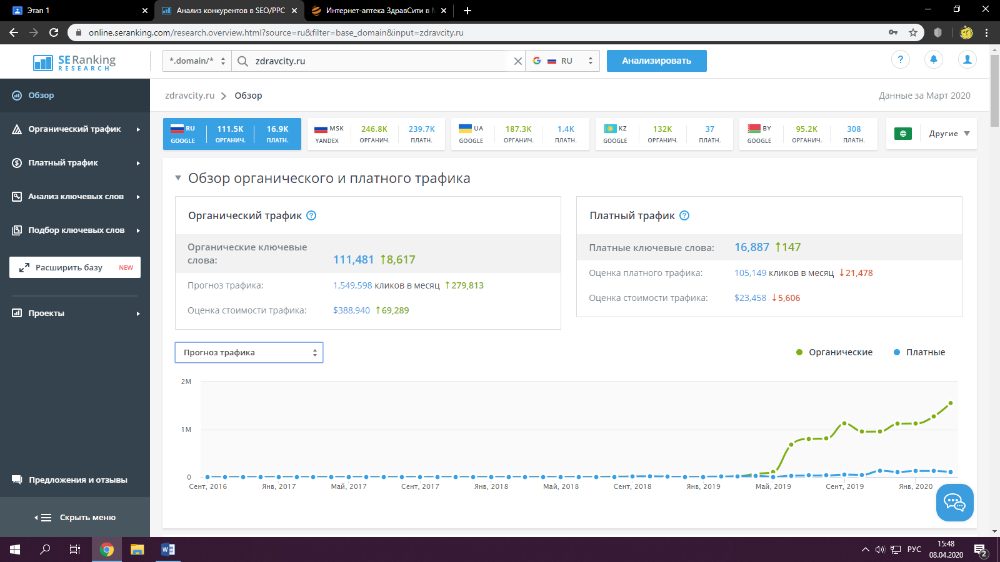 Этап 1
Анализ конкурентов в SEO/PPC
Интернет-аптека ЗдравСити в М
online.seranking.com/research.overview.html?source=ru&filter=base_domain&input=zdravcity.ru
SE Ranking
RESEARCH
*.domain/*
zdravcity.ru
RU
Анализировать
?
Обзор
Органический трафик
Платный трафик
Анализ ключевых слов
Подбор ключевых слов
Расширить базу NEW
Проекты
Предложения и отзывы
Скрыть меню
zdravcity.ru > Обзор
Данные за Март 2020
RU 111.5K 16.9K
GOOGLE ОРГАНИЧ. ПЛАТН.
MSK 246.8K 239.7K
YANDEX ОРГАНИЧ. ПЛАТН.
UA 187.3K 1.4K
GOOGLE ОРГАНИЧ. ПЛАТН.
KZ 132K 37
GOOGLE ОРГАНИЧ. ПЛАТН.
BY 95.2K 308
GOOGLE ОРГАНИЧ. ПЛАТН.
Другие
Обзор органического и платного трафика
Органический трафик ?
Органические ключевые
слова: 111,481 ↑8,617
Прогноз трафика: 1,549,598 кликов в месяц ↑279,813
Оценка стоимости трафика: $388,940 ↑69,289
Платный трафик ?
Платные ключевые слова: 16,887 ↑147
Оценка платного трафика: 105,149 кликов в месяц ↓21,478
Оценка стоимости трафика: $23,458 ↓5,606
Прогноз трафика
Органические Платные
2M
1M
0
Сент, 2016 Янв, 2017 Май, 2017 Сент, 2017 Янв, 2018 Май, 2018 Сент, 2018 Янв, 2019 Май, 2019 Сент, 2019 Янв, 2020
РУС
15:48
08.04.2020
2